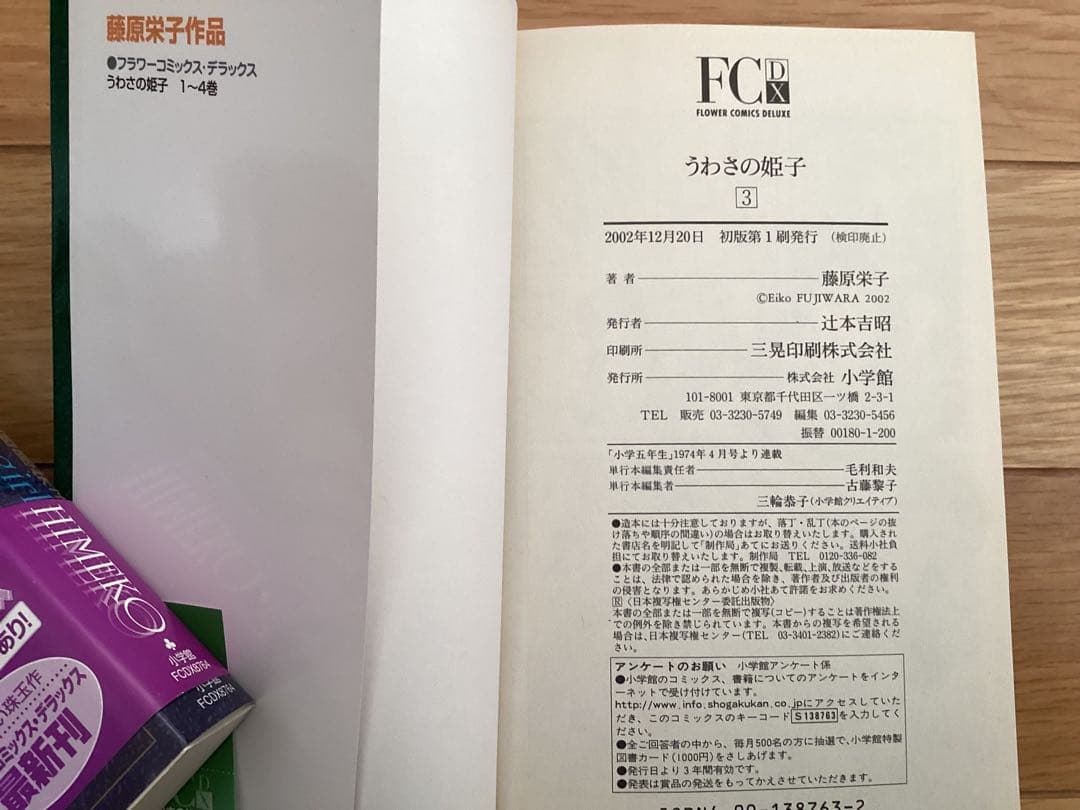 藤原栄子作品
●フラワーコミックス・デラックス
うわさの姫子 1〜4巻
FC DX
FLOWER COMICS DELUXE
うわさの姫子
3
2002年12月20日 初版第1刷発行 (検印廃止)
著 者 藤原栄子
©Eiko FUJIWARA 2002
発行者 辻本吉昭
印刷所 三晃印刷株式会社
発行所 株式会社 小学館
101-8001 東京都千代田区一ツ橋 2-3-1
TEL 販売 03-3230-5749 編集 03-3230-5456
振替 00180-1-200
「小学五年生」1974年4月号より連載
単行本編集責任者 毛利和夫
単行本編集者 古藤黎子
三輪恭子(小学館クリエイティブ)
●造本には十分注意しておりますが、落丁・乱丁(本のページの抜
け落ちや順序の間違い)の場合はお取り替えいたします。購入され
た書店名を明記して「制作局」あてにお送りください。送料小社負
担にてお取り替えいたします。制作局 TEL 0120-336-082
●本書の全部または一部を無断で複製、転載、上演、放送などをする
ことは、法律で認められた場合を除き、著作者及び出版者の権利
の侵害となります。あらかじめ小社あて許諾をお求めください。
Ⓡ〈日本複写権センター委託出版物〉
本書の全部または一部を無断で複写(コピー)することは著作権法上
での例外を除き禁じられています。本書からの複写を希望される
場合は、日本複写権センター(TEL 03-3401-2382)にご連絡くださ
い。
アンケートのお願い 小学館アンケート係
●小学館のコミックス、書籍についてのアンケートをインタ
ーネットで受け付けています。
http://www.info.shogakukan.co.jpにアクセスしていた
だき、このコミックスのキーコード S138763 を入力してく
ださい。
●全ご回答者の中から、毎月500名の方に抽選で、小学館特製
図書カード(1000円)をさしあげます。
●発行日より3年間有効です。
●発表は賞品の発送をもってかえさせていただきます。
138763-2
HIMEKO
小学館
FCDX8764
小学館
FCDX8764
あり!
珠玉作
コミックス・デラックス
最新刊